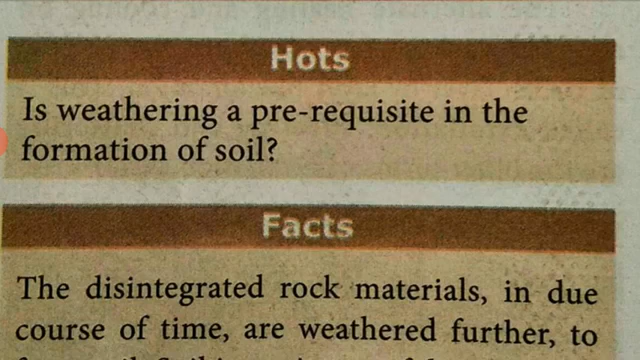 Hots
Is weathering a pre-requisite in the
formation of soil?
Facts
The disintegrated rock materials, in due
course of time, are weathered further, to